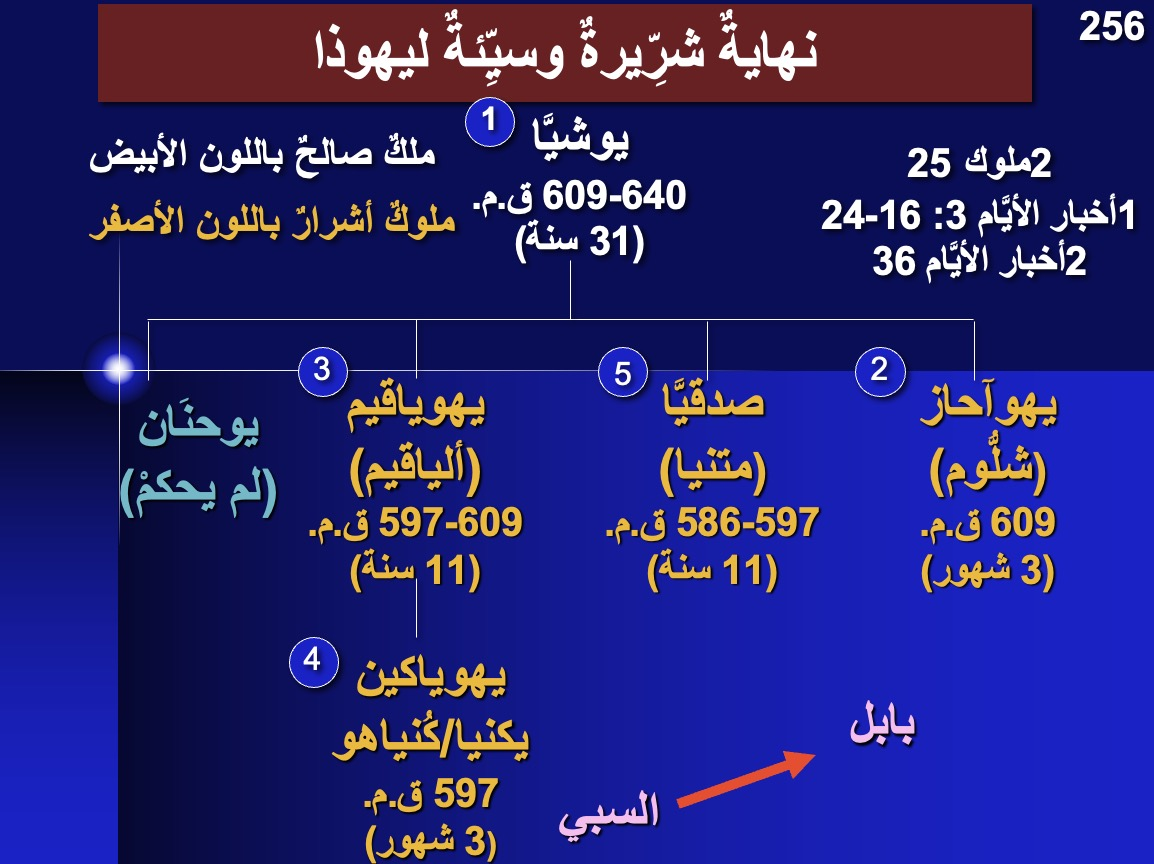 256
نهايةٌ شرِّيرةٌ وسيِّئةٌ ليهوذا
2ملوك 25
1أخبار الأيَّام 3: 16-24
2أخبار الأيَّام 36
1
يوشيَّا
640-609 ق.م.
(31 سنة)
ملكٌ صالحٌ باللون الأبيض
ملوكٌ أشرارٌ باللون الأصفر
2
يهوآحاز
(شلُّوم)
609 ق.م.
(3 شهور)
5
صدقيَّا
(متنيا)
597-586 ق.م.
(11 سنة)
3
يهوياقيم
(ألياقيم)
609-597 ق.م.
(11 سنة)
يوحنَان
(لم يحكمْ)
4
يهوياكين
يكنيا/كُنياهو
597 ق.م.
(3 شهور)
بابل
السبي